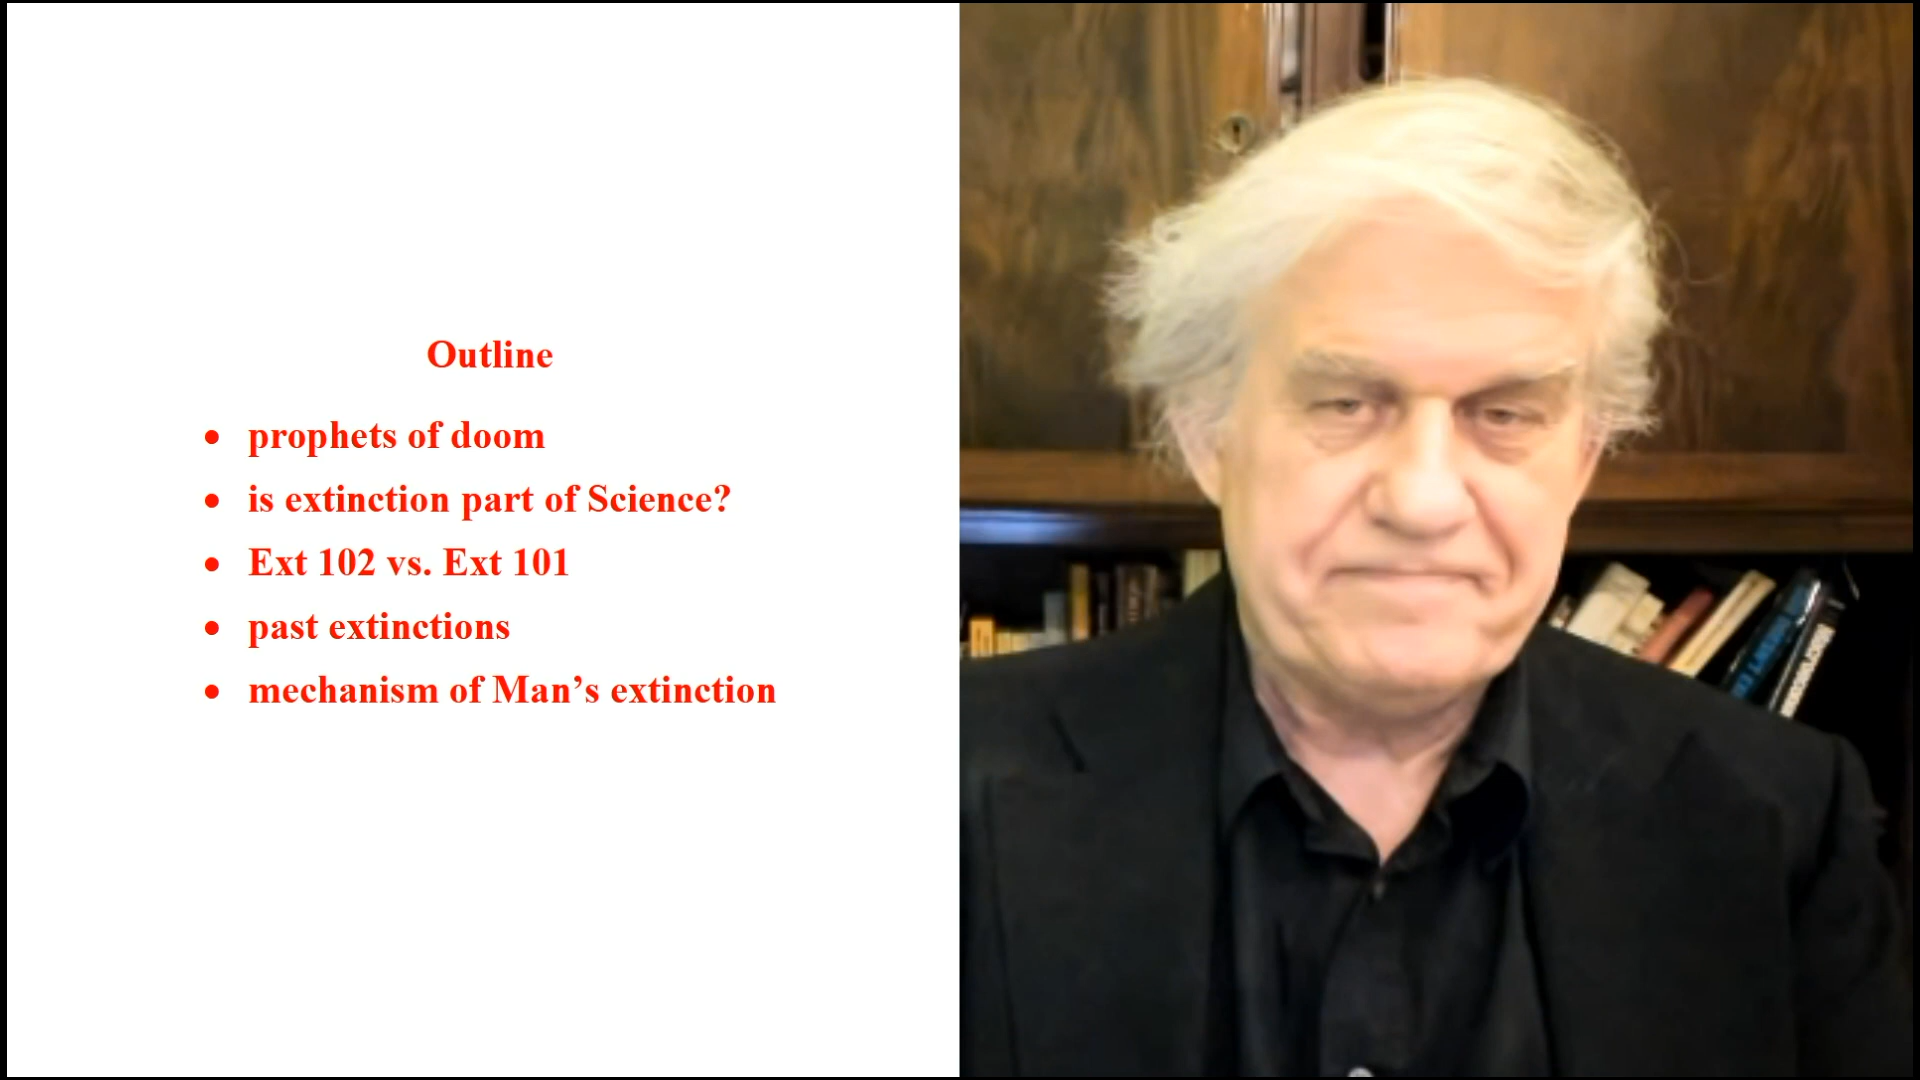 Outline
• prophets of doom
• is extinction part of Science?
• Ext 102 vs. Ext 101
• past extinctions
• mechanism of Man’s extinction